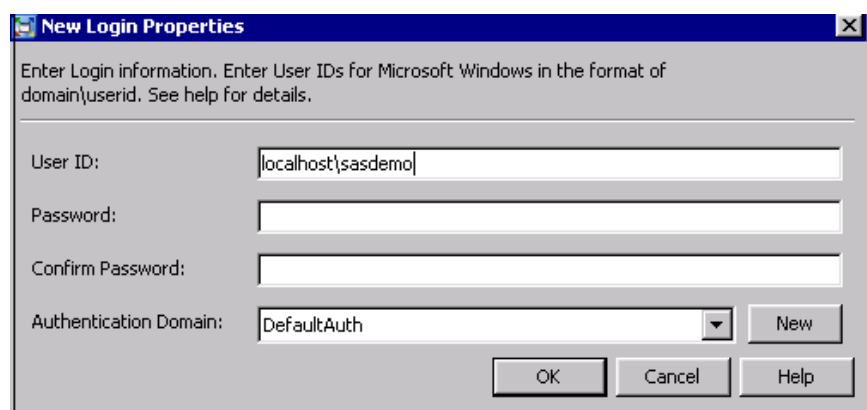 New Login Properties
Enter Login information. Enter User IDs for Microsoft Windows in the format of
domain\userid. See help for details.
User ID:
localhost\sasdemo
Password:
Confirm Password:
Authentication Domain:
DefaultAuth
New
OK
Cancel
Help